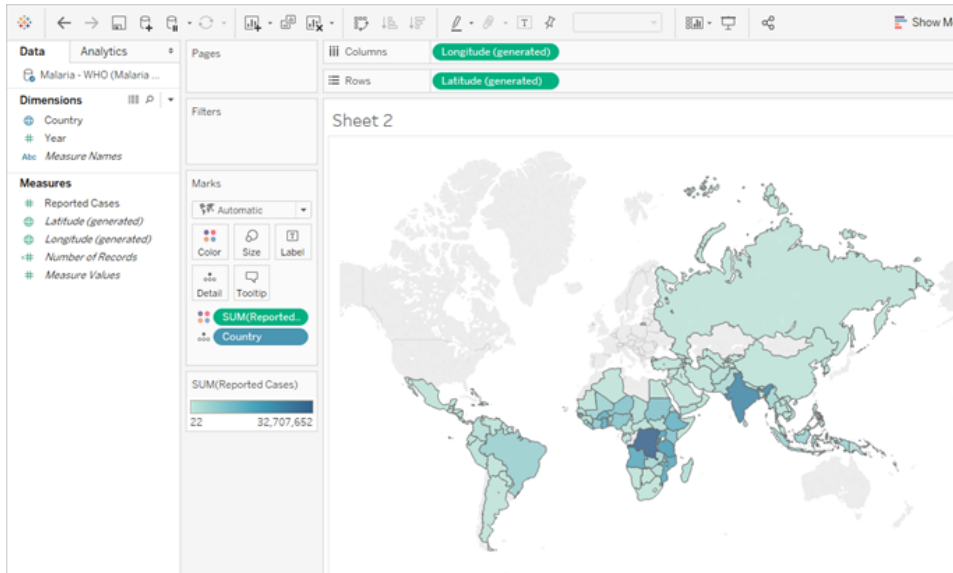 Show M
Data
Analytics
Malaria - WHO (Malaria ...
Dimensions
Country
Year
Abc Measure Names
Measures
Reported Cases
Latitude (generated)
Longitude (generated)
Number of Records
Measure Values
Pages
Filters
Marks
Automatic
Color
Size
Label
Detail
Tooltip
SUM(Reported..
Country
SUM(Reported Cases)
22
32,707,652
Columns
Longitude (generated)
Rows
Latitude (generated)
Sheet 2